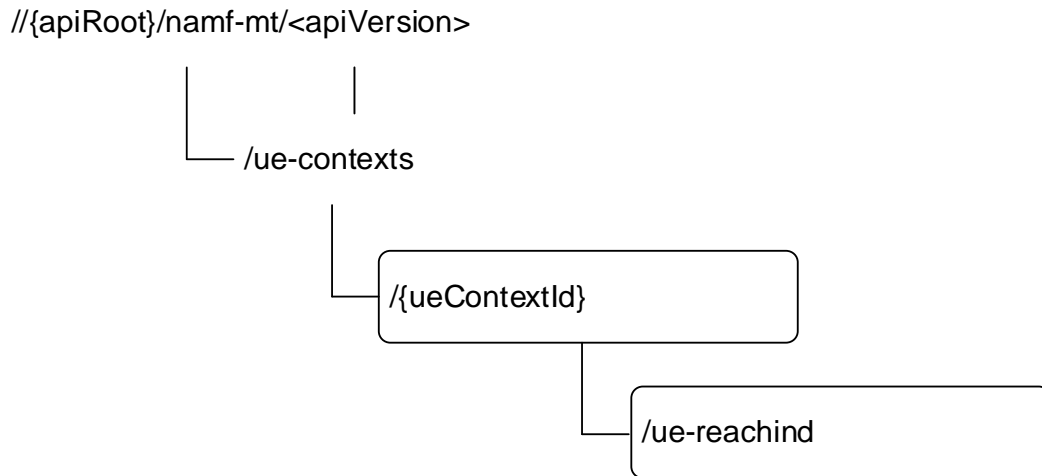 //{apiRoot}/namf-mt/<apiVersion>
/ue-contexts
/{ueContextId}
/ue-reachind